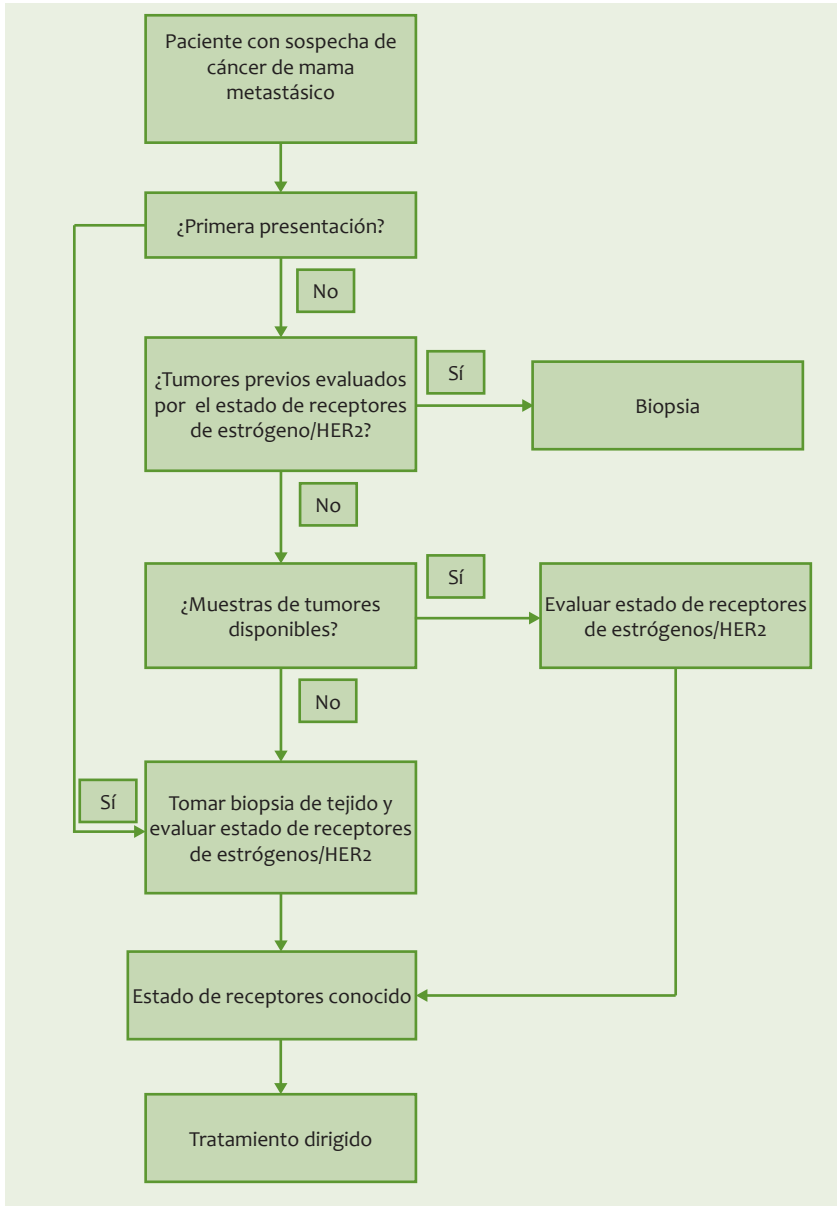 Paciente con sospecha de
cáncer de mama
metastásico
¿Primera presentación?
No
¿Tumores previos evaluados
por el estado de receptores
de estrógeno/HER2?
Sí
Biopsia
No
¿Muestras de tumores
disponibles?
Sí
Evaluar estado de receptores
de estrógenos/HER2
No
Sí
Tomar biopsia de tejido y
evaluar estado de receptores
de estrógenos/HER2
Estado de receptores conocido
Tratamiento dirigido